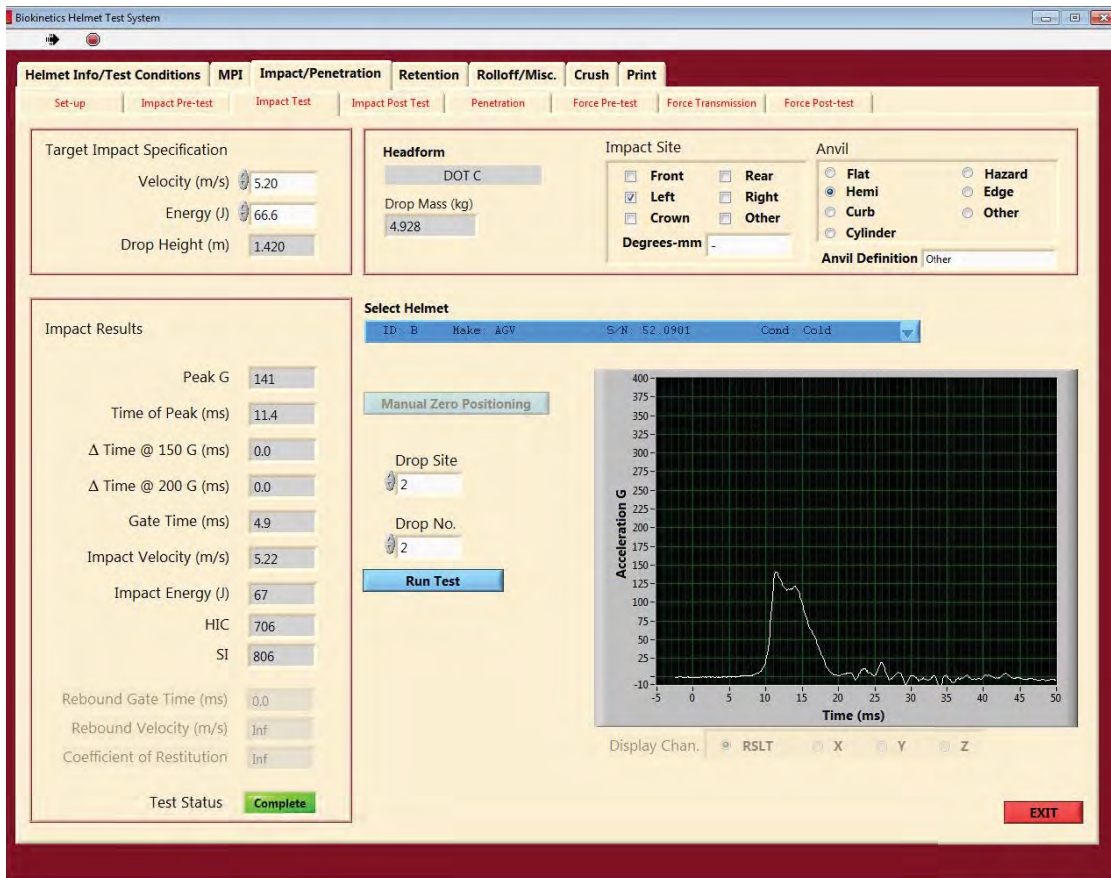 Biokinetics Helmet Test System
Helmet Info/Test Conditions MPI Impact/Penetration Retention Rolloff/Misc. Crush Print
Set-up Impact Pre-test Impact Test Impact Post Test Penetration Force Pre-test Force Transmission Force Post-test
Target Impact Specification
Velocity (m/s) 5.20
Energy (J) 66.6
Drop Height (m) 1.420
Headform
DOT C
Drop Mass (kg)
4.928
Impact Site
Front Rear
Left Right
Crown Other
Degrees-mm -
Anvil
Flat Hazard
Hemi Edge
Curb Other
Cylinder
Anvil Definition Other
Impact Results
Peak G 141
Time of Peak (ms) 11.4
Δ Time @ 150 G (ms) 0.0
Δ Time @ 200 G (ms) 0.0
Gate Time (ms) 4.9
Impact Velocity (m/s) 5.22
Impact Energy (J) 67
HIC 706
SI 806
Rebound Gate Time (ms) 0.0
Rebound Velocity (m/s) Inf
Coefficient of Restitution Inf
Test Status Complete
Select Helmet
ID: B Make: AGV S/N: 52 0901 Cond: Cold
Manual Zero Positioning
Drop Site
2
Drop No.
2
Run Test
Acceleration G
400
375
350
325
300
275
250
225
200
175
150
125
100
75
50
25
-10
-5 0 5 10 15 20 25 30 35 40 45 50
Time (ms)
Display Chan. RSLT X Y Z
EXIT